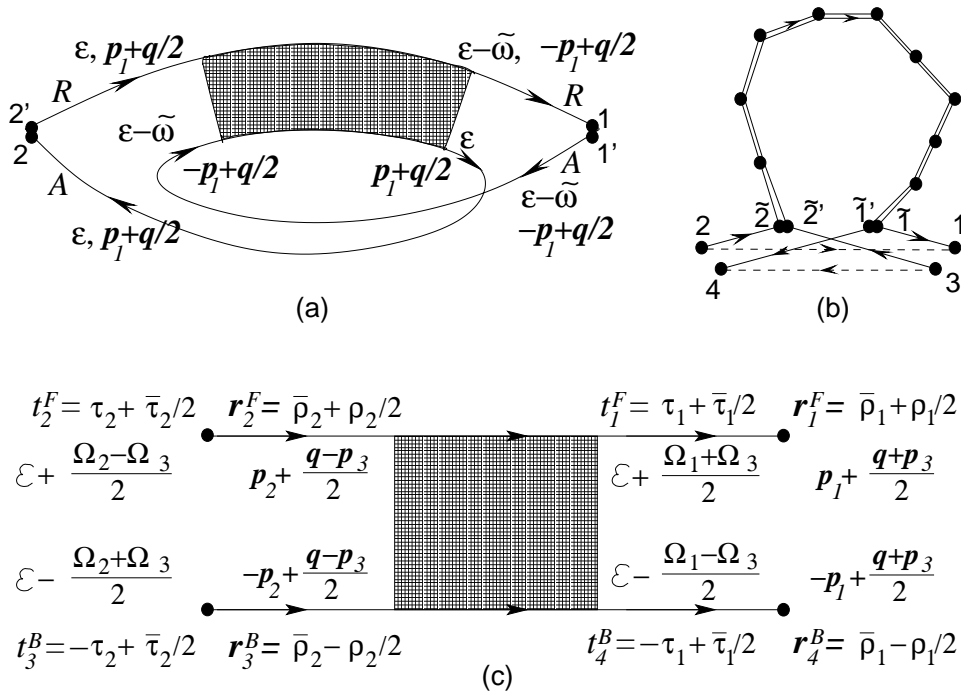 ε, p₁+q/2
ε−ω̃, −p₁+q/2
R
R
2'
2
1
1'
ε−ω̃
ε
−p₁+q/2
p₁+q/2
A
A
ε−ω̃
−p₁+q/2
ε, p₁+q/2
(a)
2
2̃
2̃'
1̃'
1̃
1
4
3
(b)
t₂ᶠ = τ₂ + τ̄₂/2
r₂ᶠ = ρ̄₂ + ρ₂/2
t₁ᶠ = τ₁ + τ̄₁/2
r₁ᶠ = ρ̄₁ + ρ₁/2
ℰ + (Ω₂−Ω₃)/2
p₂ + (q−p₃)/2
ℰ + (Ω₁+Ω₃)/2
p₁ + (q+p₃)/2
ℰ − (Ω₂+Ω₃)/2
−p₂ + (q−p₃)/2
ℰ − (Ω₁−Ω₃)/2
−p₁ + (q+p₃)/2
t₃ᴮ = −τ₂ + τ̄₂/2
r₃ᴮ = ρ̄₂ − ρ₂/2
t₄ᴮ = −τ₁ + τ̄₁/2
r₄ᴮ = ρ̄₁ − ρ₁/2
(c)